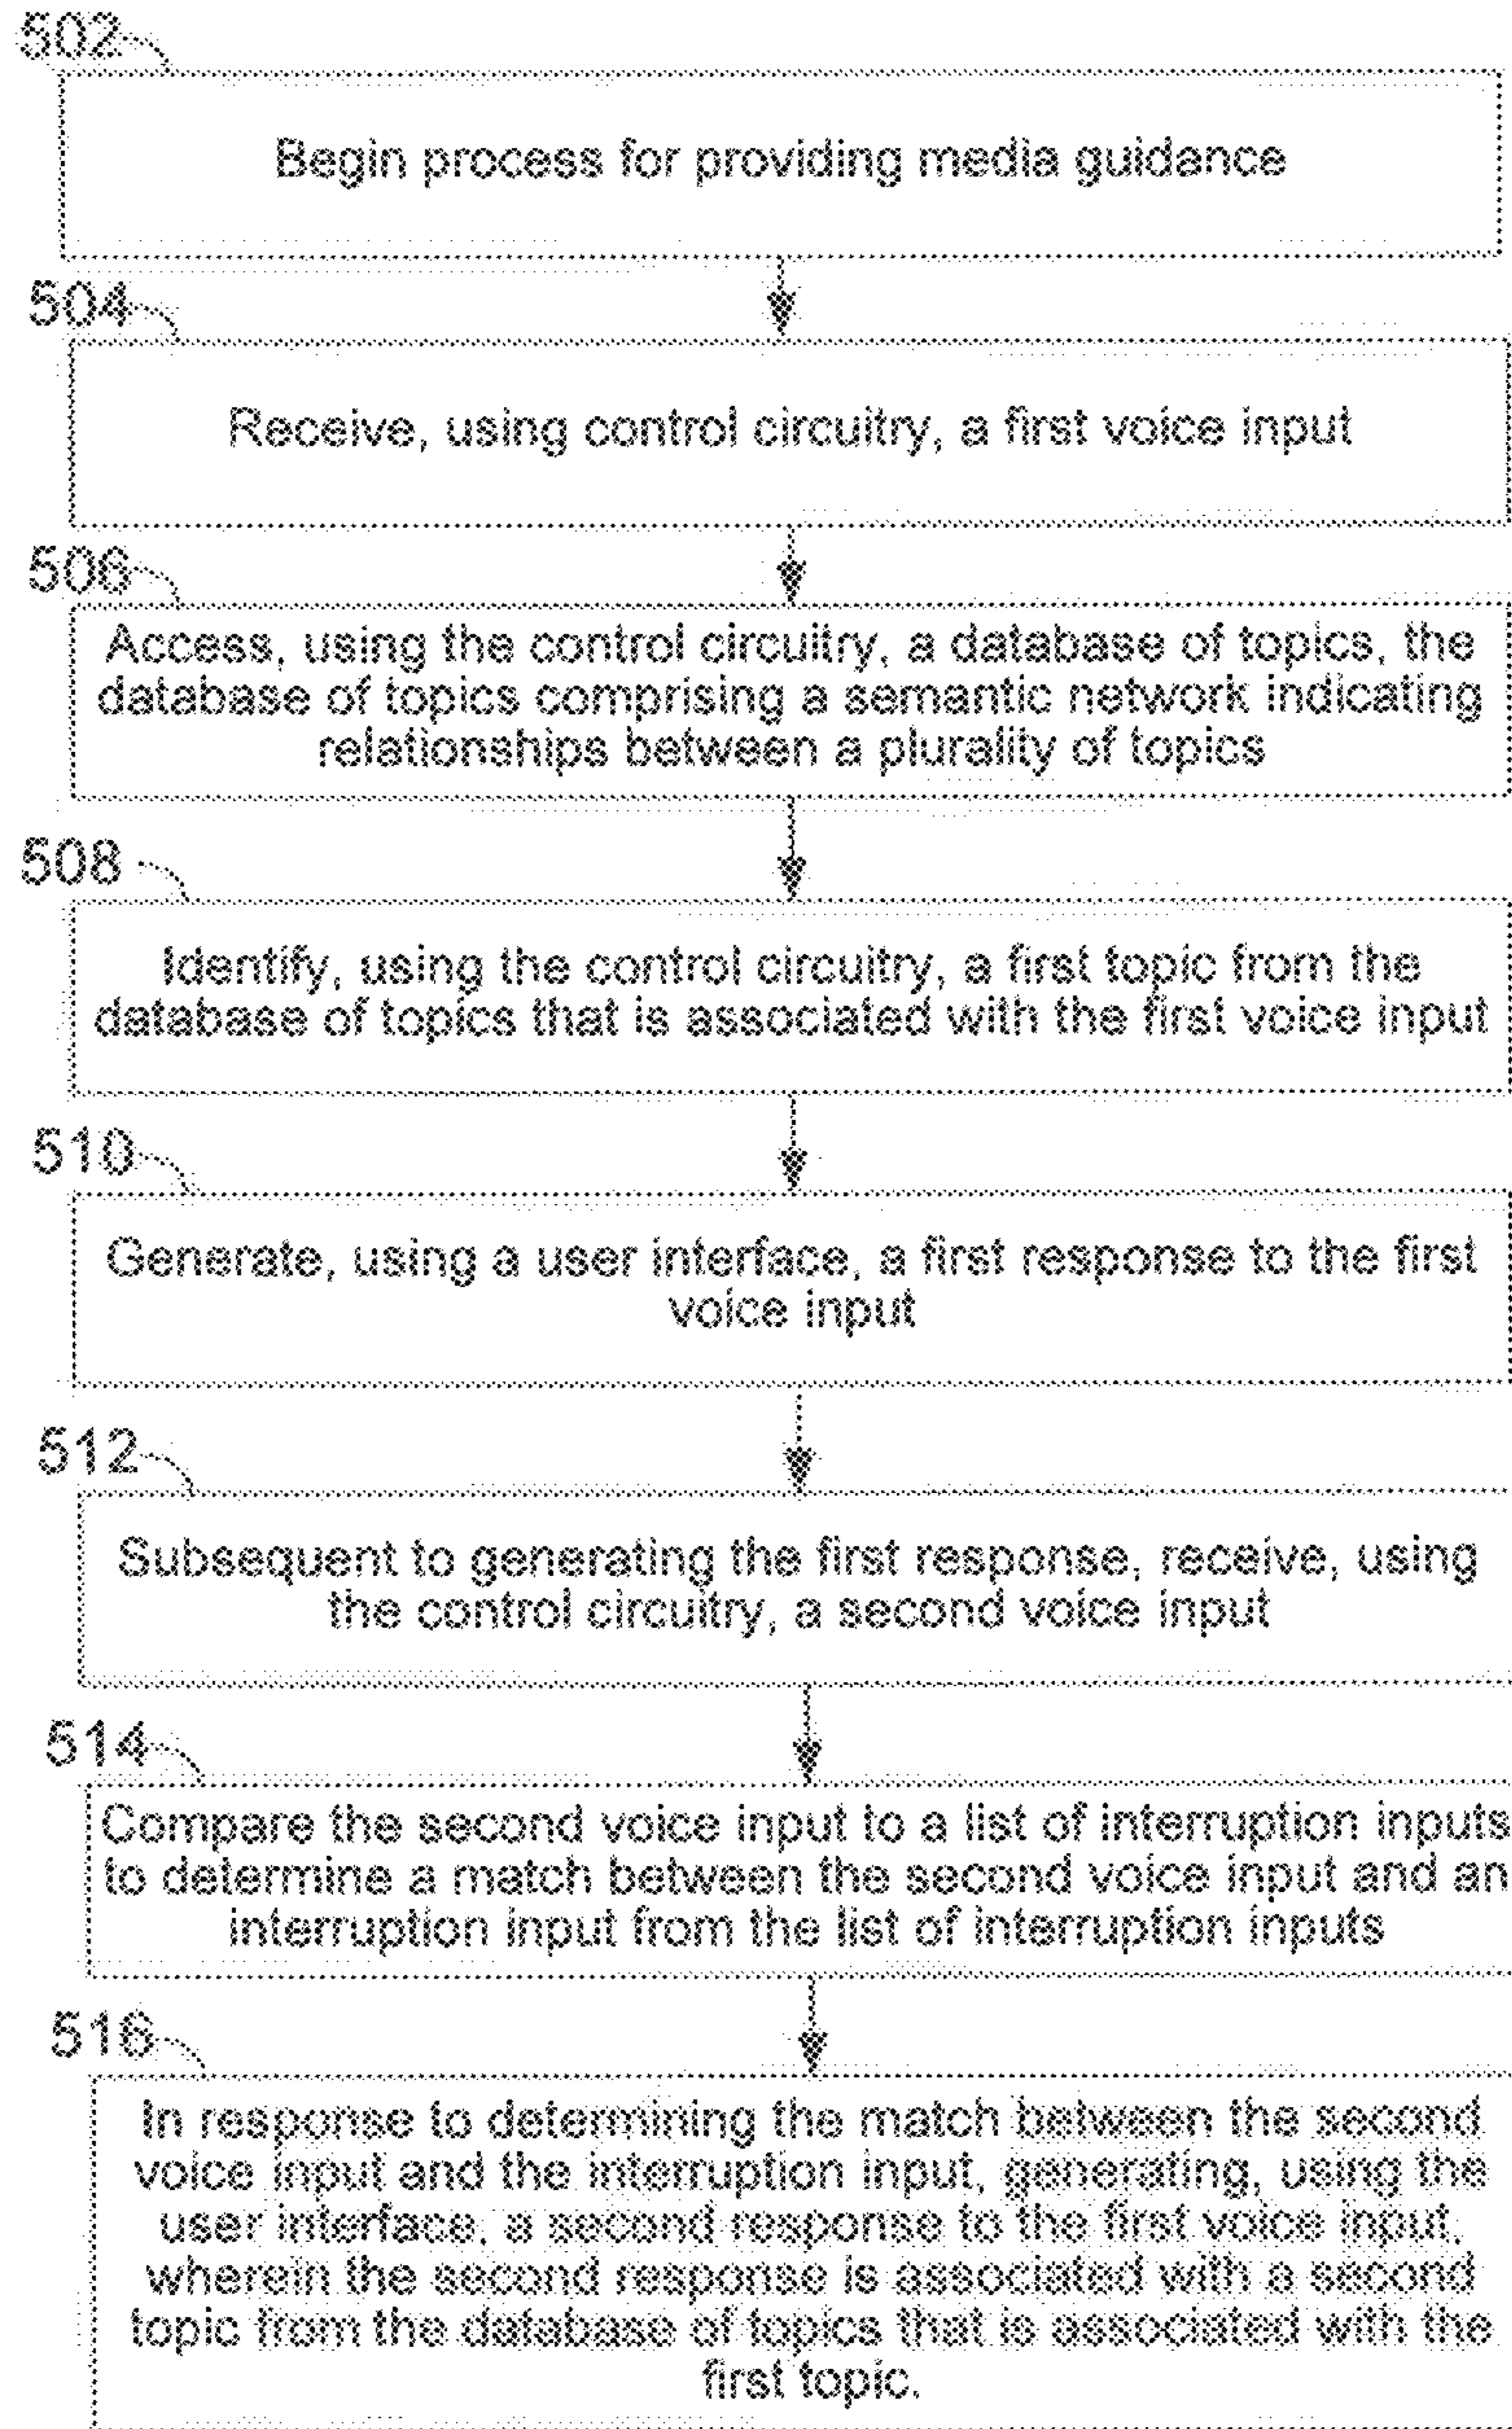 502
Begin process for providing media guidance
504
Receive, using control circuitry, a first voice input
506
Access, using the control circuitry, a database of topics, the
database of topics comprising a semantic network indicating
relationships between a plurality of topics
508
Identify, using the control circuitry, a first topic from the
database of topics that is associated with the first voice input
510
Generate, using a user interface, a first response to the first
voice input
512
Subsequent to generating the first response, receive, using
the control circuitry, a second voice input
514
Compare the second voice input to a list of interruption inputs
to determine a match between the second voice input and an
interruption input from the list of interruption inputs
516
In response to determining the match between the second
voice input and the interruption input, generating, using the
user interface, a second response to the first voice input,
wherein the second response is associated with a second
topic from the database of topics that is associated with the
first topic.